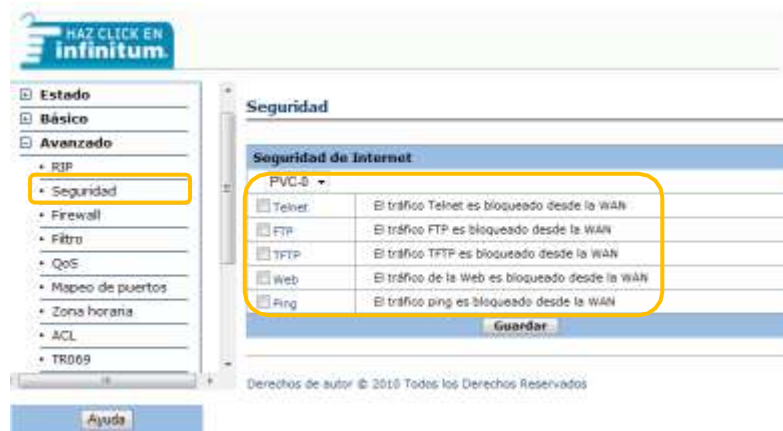 HAZ CLICK EN
infinitum.
Estado
Básico
Avanzado
RIP
Seguridad
Firewall
Filtro
QoS
Mapeo de puertos
Zona horaria
ACL
TR069
Ayuda
Seguridad
Seguridad de Internet
PVC-0
Telnet El tráfico Telnet es bloqueado desde la WAN
FTP El tráfico FTP es bloqueado desde la WAN
TFTP El tráfico TFTP es bloqueado desde la WAN
Web El tráfico de la Web es bloqueado desde la WAN
Ping El tráfico ping es bloqueado desde la WAN
Guardar
Derechos de autor © 2010 Todos los Derechos Reservados